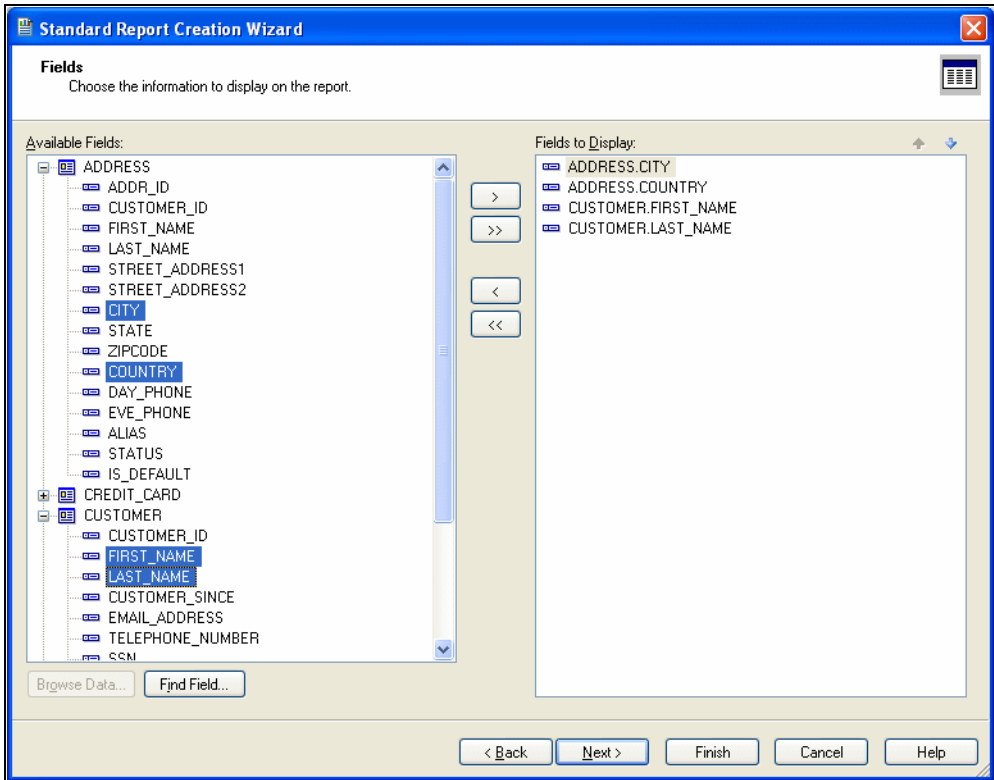 Standard Report Creation Wizard
Fields
Choose the information to display on the report.
Available Fields:
ADDRESS
ADDR_ID
CUSTOMER_ID
FIRST_NAME
LAST_NAME
STREET_ADDRESS1
STREET_ADDRESS2
CITY
STATE
ZIPCODE
COUNTRY
DAY_PHONE
EVE_PHONE
ALIAS
STATUS
IS_DEFAULT
CREDIT_CARD
CUSTOMER
CUSTOMER_ID
FIRST_NAME
LAST_NAME
CUSTOMER_SINCE
EMAIL_ADDRESS
TELEPHONE_NUMBER
SSN
Browse Data...
Find Field...
>
>>
<
<<
Fields to Display:
ADDRESS.CITY
ADDRESS.COUNTRY
CUSTOMER.FIRST_NAME
CUSTOMER.LAST_NAME
< Back
Next >
Finish
Cancel
Help